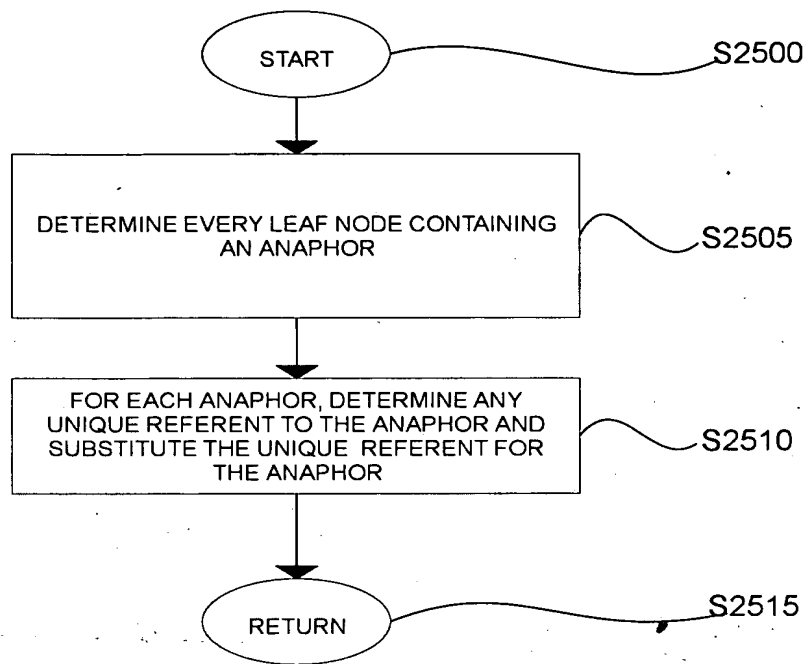 START
S2500
DETERMINE EVERY LEAF NODE CONTAINING
AN ANAPHOR
S2505
FOR EACH ANAPHOR, DETERMINE ANY
UNIQUE REFERENT TO THE ANAPHOR AND
SUBSTITUTE THE UNIQUE REFERENT FOR
THE ANAPHOR
S2510
RETURN
S2515